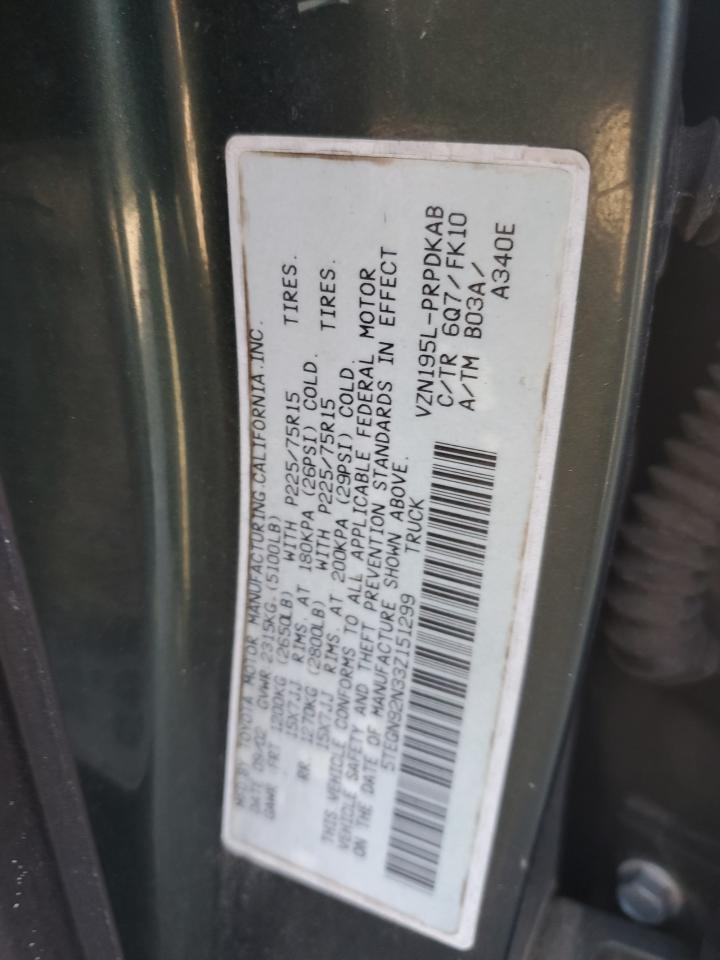 MFD BY TOYOTA MOTOR MANUFACTURING CALIFORNIA.INC.
DATE 09/02 GVWR 2315KG.(5100LB)
GAWR FRT 1200KG (2650LB) WITH P225/75R15 TIRES.
15X7JJ RIMS. AT 180KPA (26PSI) COLD.
RR. 1270KG (2800LB) WITH P225/75R15 TIRES.
15X7JJ RIMS. AT 200KPA (29PSI) COLD.
THIS VEHICLE CONFORMS TO ALL APPLICABLE FEDERAL MOTOR
VEHICLE SAFETY AND THEFT PREVENTION STANDARDS IN EFFECT
ON THE DATE OF MANUFACTURE SHOWN ABOVE.
5TEGN92N33Z151299 TRUCK
VZN195L-PRPDKAB
C/TR 6Q7/FK10
A/TM B03A/
A340E